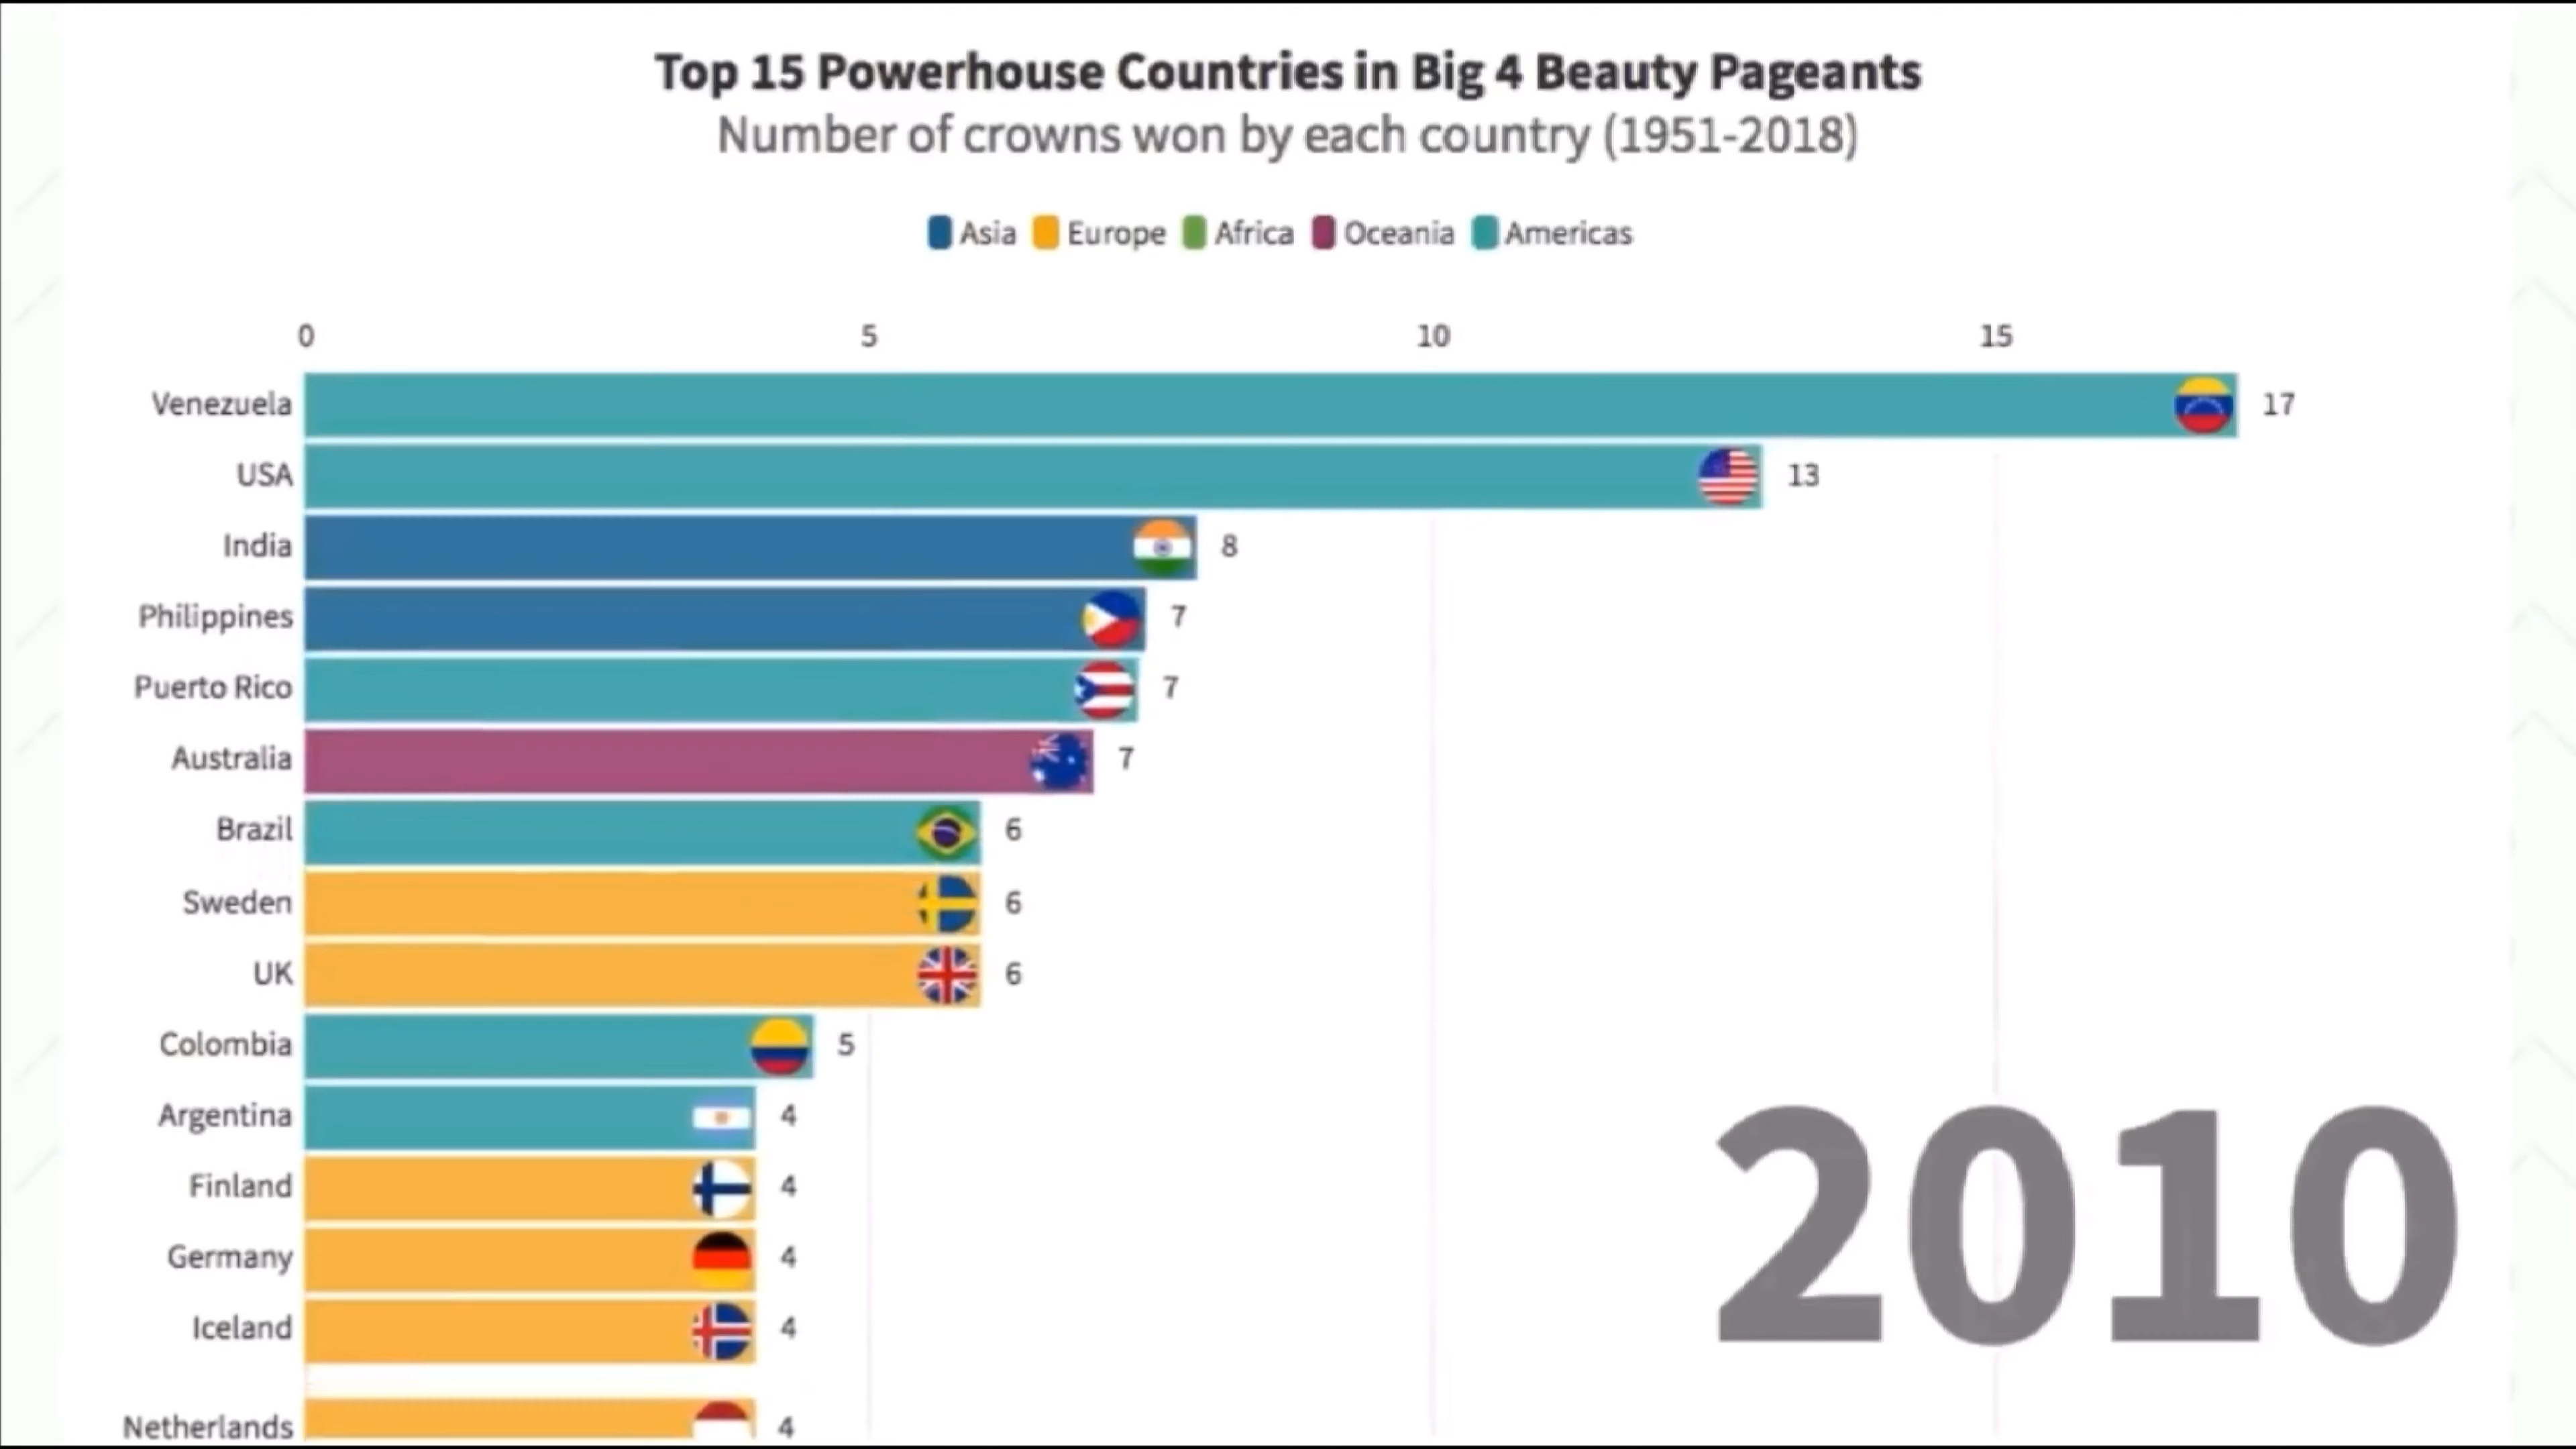 Top 15 Powerhouse Countries in Big 4 Beauty Pageants
Number of crowns won by each country (1951-2018)
Asia Europe Africa Oceania Americas
0 5 10 15
Venezuela 17
USA 13
India 8
Philippines 7
Puerto Rico 7
Australia 7
Brazil 6
Sweden 6
UK 6
Colombia 5
Argentina 4
Finland 4
Germany 4
Iceland 4
Netherlands 4
2010